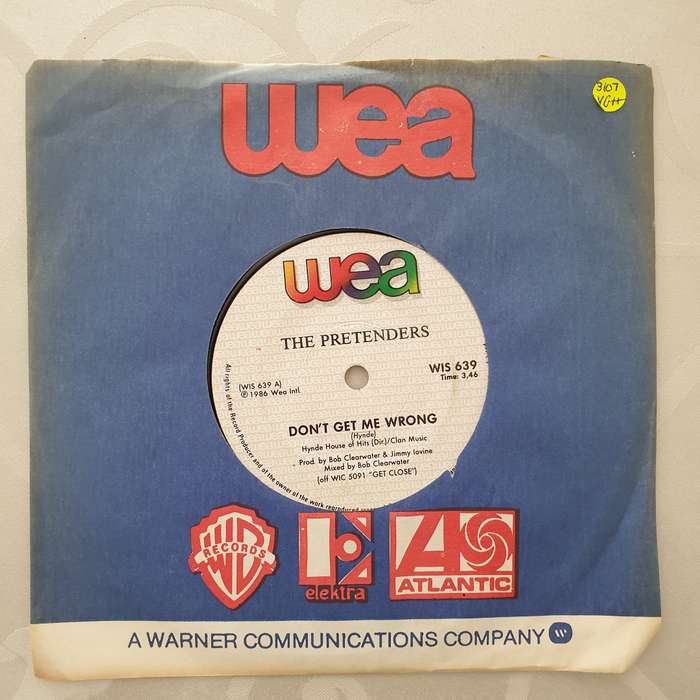 wea
3107
VG++
wea
THE PRETENDERS
WIS 639
Time: 3,46
(WIS 639 A)
℗ 1986 Wea Intl.
DON'T GET ME WRONG
(Hynde)
Hynde House of Hits (Dir)/Clan Music
Prod. by Bob Clearwater & Jimmy Iovine
Mixed by Bob Clearwater
(off WIC 5091 "GET CLOSE")
All rights of the Record Producer and of the owner of the work reproduced
WB
RECORDS
elektra
ATLANTIC
A WARNER COMMUNICATIONS COMPANY